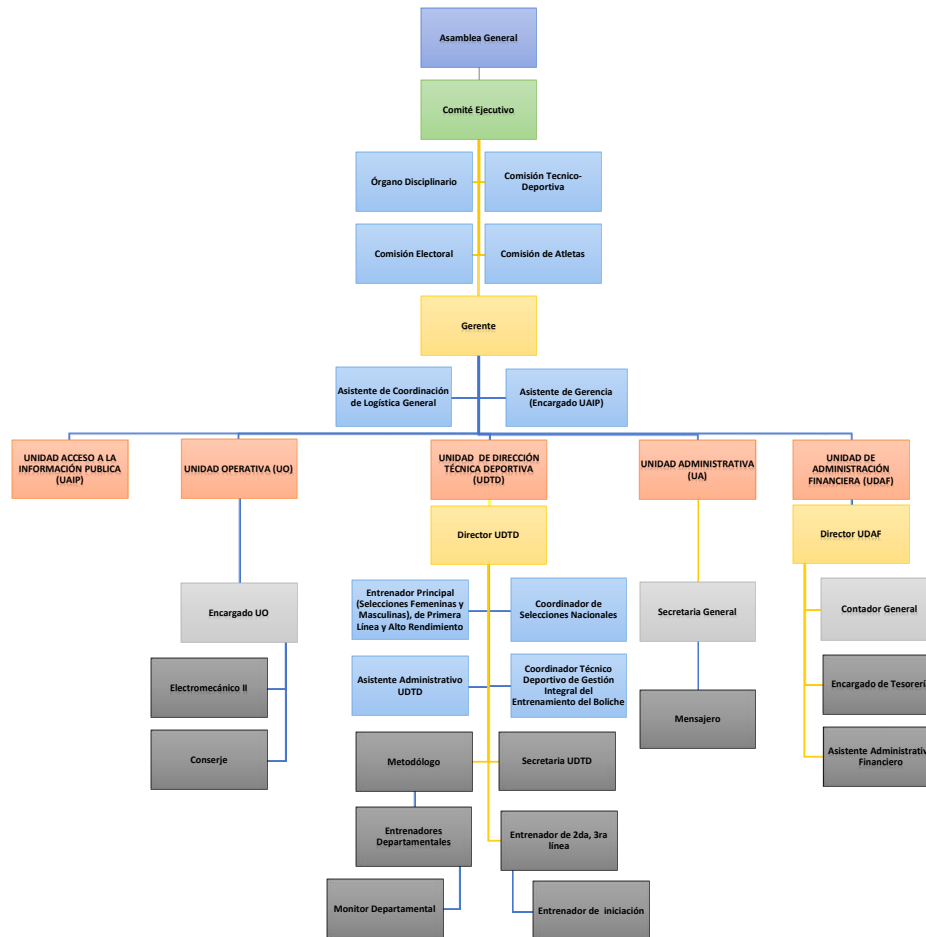 Asamblea General
Comité Ejecutivo
Órgano Disciplinario
Comisión Tecnico-
Deportiva
Comisión Electoral
Comisión de Atletas
Gerente
Asistente de Coordinación
de Logística General
Asistente de Gerencia
(Encargado UAIP)
UNIDAD ACCESO A LA
INFORMACIÓN PUBLICA
(UAIP)
UNIDAD OPERATIVA (UO)
UNIDAD DE DIRECCIÓN
TÉCNICA DEPORTIVA
(UDTD)
UNIDAD ADMINISTRATIVA
(UA)
UNIDAD DE
ADMINISTRACIÓN
FINANCIERA (UDAF)
Director UDTD
Director UDAF
Encargado UO
Entrenador Principal
(Selecciones Femeninas y
Masculinas), de Primera
Línea y Alto Rendimiento
Coordinador de
Selecciones Nacionales
Secretaria General
Contador General
Electromecánico II
Asistente Administrativo
UDTD
Coordinador Técnico
Deportivo de Gestión
Integral del
Entrenamiento del Boliche
Mensajero
Encargado de Tesorerí
Conserje
Metodólogo
Secretaria UDTD
Asistente Administrativ
Financiero
Entrenadores
Departamentales
Entrenador de 2da, 3ra
línea
Monitor Departamental
Entrenador de iniciación